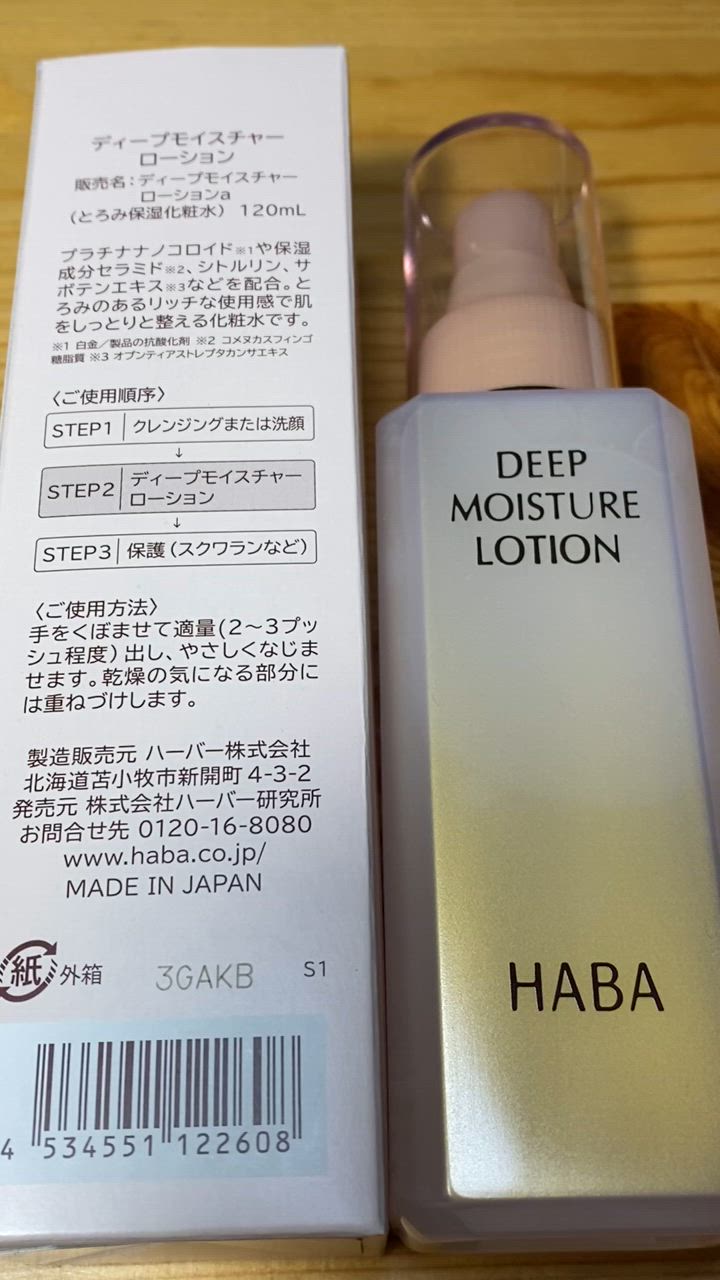 ディープモイスチャー
ローション
販売名:ディープモイスチャー
ローションa
(とろみ保湿化粧水) 120mL
プラチナナノコロイド※1や保湿
成分セラミド※2、シトルリン、サ
ボテンエキス※3などを配合。と
ろみのあるリッチな使用感で肌
をしっとりと整える化粧水です。
※1 白金/製品の抗酸化剤 ※2 コメヌカスフィンゴ
糖脂質 ※3 オプンティアストレプタカンサエキス
〈ご使用順序〉
STEP1 クレンジングまたは洗顔
↓
STEP2 ディープモイスチャー
ローション
↓
STEP3 保護(スクワランなど)
〈ご使用方法〉
手をくぼませて適量(2〜3プッ
シュ程度)出し、やさしくなじま
せます。乾燥の気になる部分に
は重ねづけします。
製造販売元 ハーバー株式会社
北海道苫小牧市新開町4-3-2
発売元 株式会社ハーバー研究所
お問合せ先 0120-16-8080
www.haba.co.jp/
MADE IN JAPAN
紙 外箱 3GAKB S1
4 534551 122608
DEEP
MOISTURE
LOTION
HABA